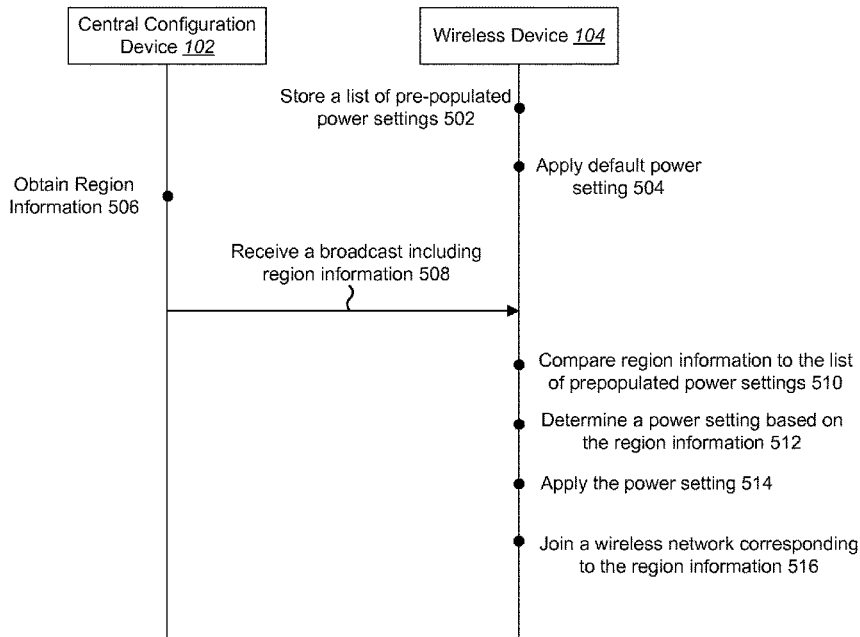 Central Configuration
Device 102
Wireless Device 104
Store a list of pre-populated
power settings 502
Apply default power
setting 504
Obtain Region
Information 506
Receive a broadcast including
region information 508
Compare region information to the list
of prepopulated power settings 510
Determine a power setting based on
the region information 512
Apply the power setting 514
Join a wireless network corresponding
to the region information 516